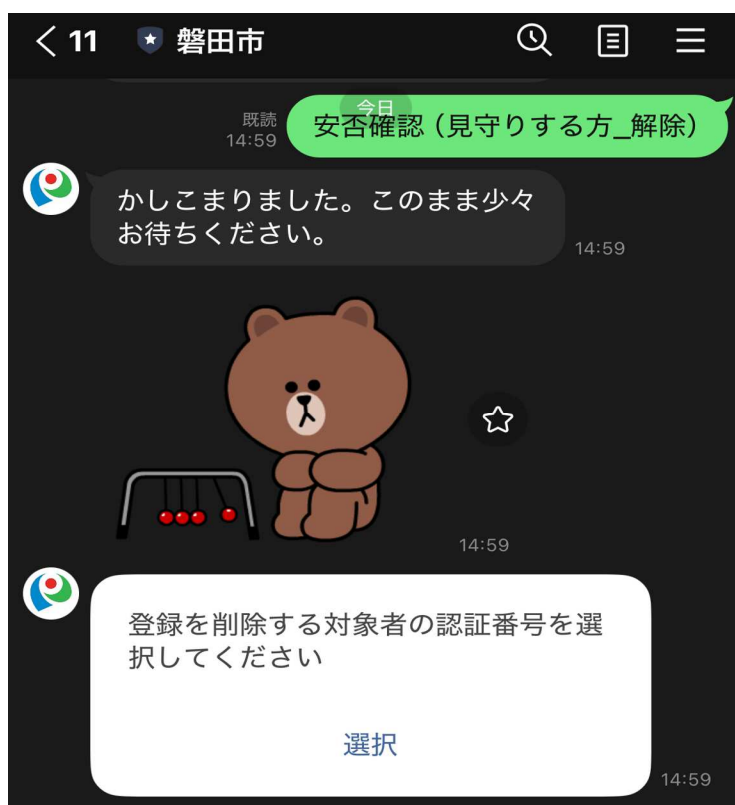 11 磐田市
今日
安否確認（見守りする方_解除）
既読
14:59
かしこまりました。このまま少々
お待ちください。
14:59
14:59
登録を削除する対象者の認証番号を選
択してください
選択
14:59